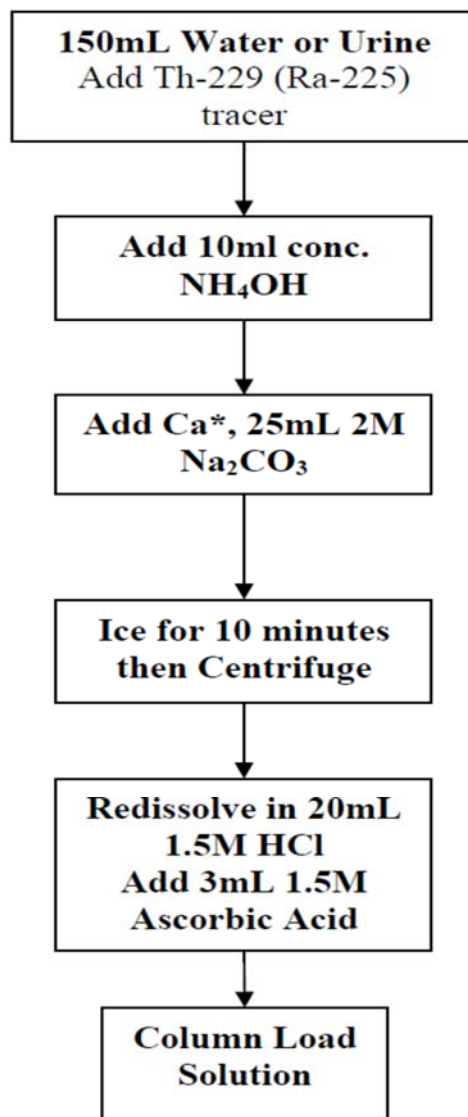 150mL Water or Urine
Add Th-229 (Ra-225)
tracer
Add 10ml conc.
NH₄OH
Add Ca*, 25mL 2M
Na₂CO₃
Ice for 10 minutes
then Centrifuge
Redissolve in 20mL
1.5M HCl
Add 3mL 1.5M
Ascorbic Acid
Column Load
Solution